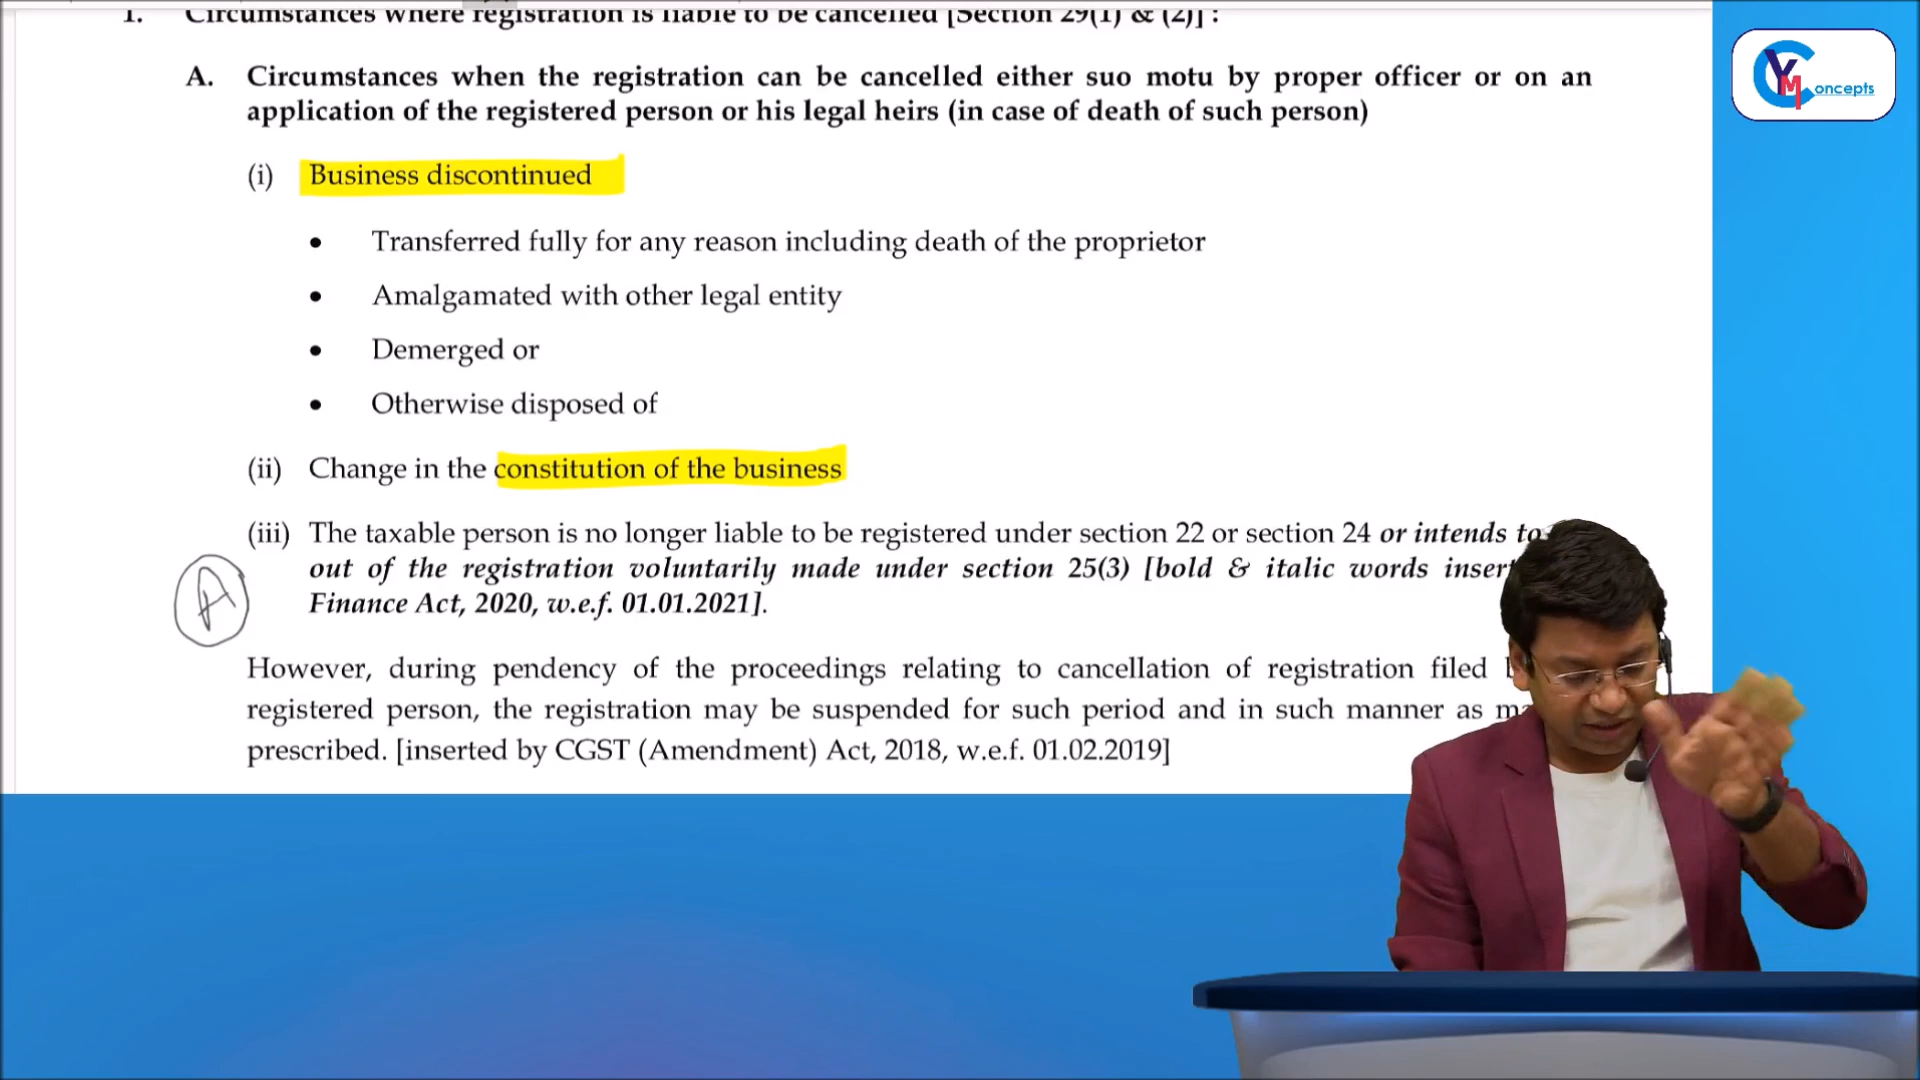 1. Circumstances where registration is liable to be cancelled [Section 29(1) & (2)] :
A. Circumstances when the registration can be cancelled either suo motu by proper officer or on an
application of the registered person or his legal heirs (in case of death of such person)
(i) Business discontinued
• Transferred fully for any reason including death of the proprietor
• Amalgamated with other legal entity
• Demerged or
• Otherwise disposed of
(ii) Change in the constitution of the business
(iii) The taxable person is no longer liable to be registered under section 22 or section 24 or intends to
out of the registration voluntarily made under section 25(3) [bold & italic words
Finance Act, 2020, w.e.f. 01.01.2021].
A
However, during pendency of the proceedings relating to cancellation of registration filed
registered person, the registration may be suspended for such period and in such manner as
prescribed. [inserted by CGST (Amendment) Act, 2018, w.e.f. 01.02.2019]
YM Concepts